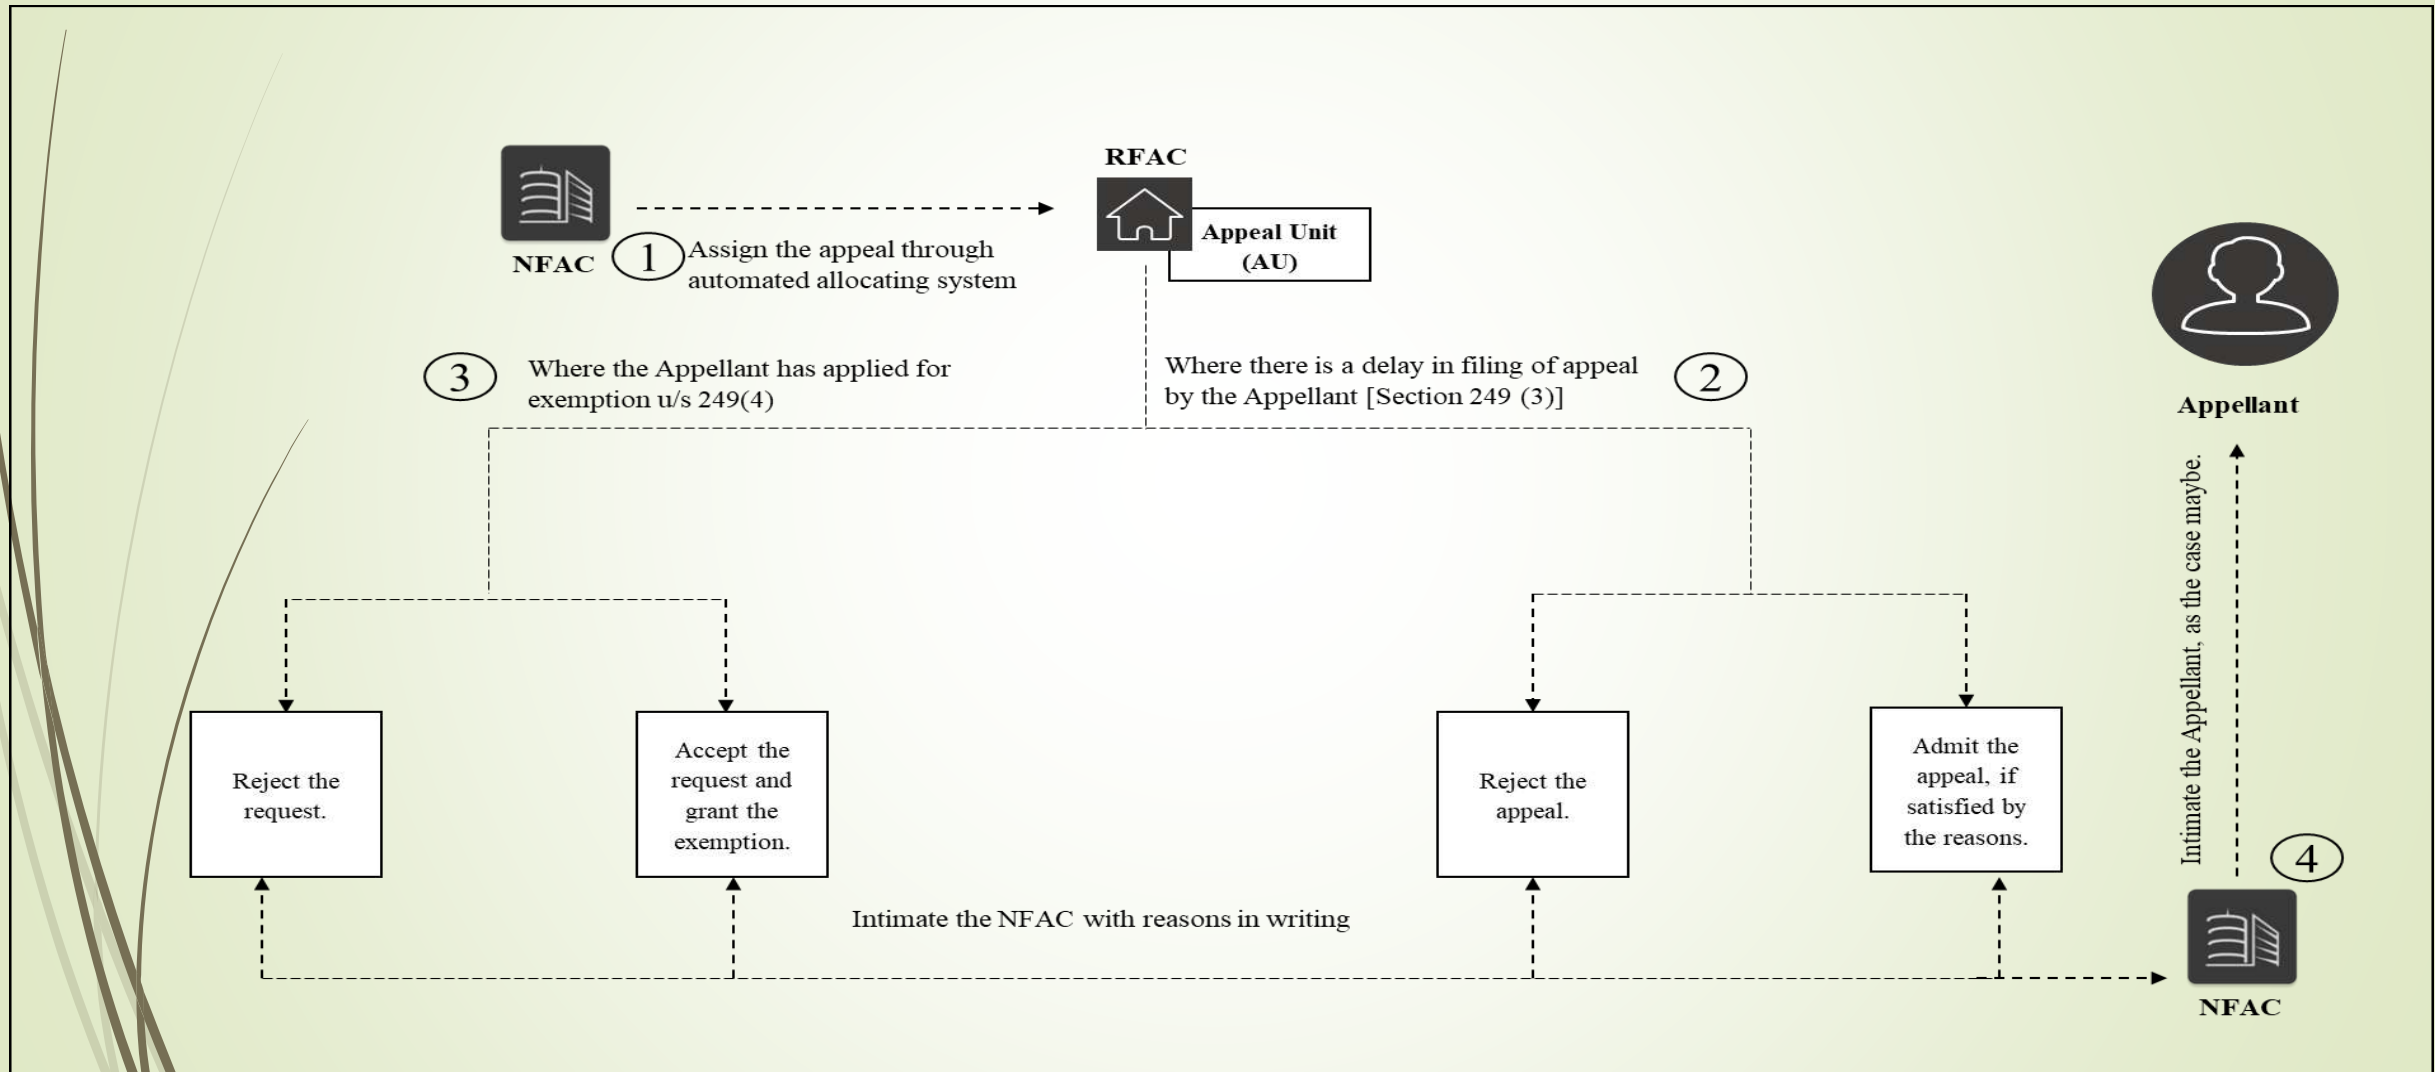 RFAC
Appeal Unit
(AU)
NFAC
1
Assign the appeal through
automated allocating system
3
Where the Appellant has applied for
exemption u/s 249(4)
Where there is a delay in filing of appeal
by the Appellant [Section 249 (3)]
2
Appellant
Intimate the Appellant, as the case maybe.
Reject the
request.
Accept the
request and
grant the
exemption.
Reject the
appeal.
Admit the
appeal, if
satisfied by
the reasons.
4
Intimate the NFAC with reasons in writing
NFAC